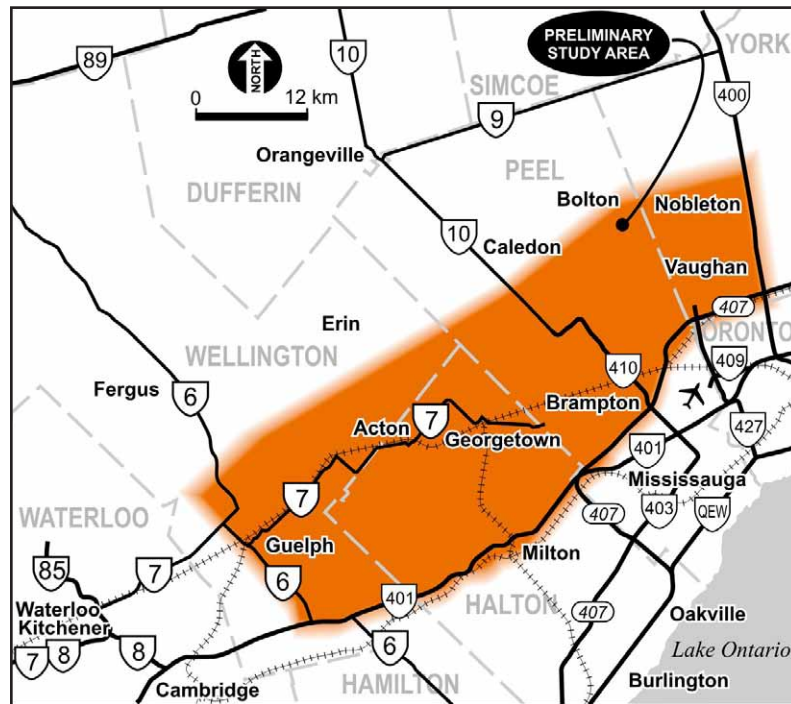 PRELIMINARY
STUDY AREA
YORK
89
NORTH
10
SIMCOE
0 12 km
400
9
Orangeville
PEEL
DUFFERIN
Bolton
Nobleton
10
Caledon
Vaughan
407
Erin
WELLINGTON
ORONTO
409
Fergus
6
410
Brampton
Acton
7
Georgetown
427
401
Mississauga
7
WATERLOO
407
403
QEW
Guelph
Milton
85
7
6
401
HALTON
Waterloo
Kitchener
407
Oakville
7
8
8
6
Lake Ontario
Cambridge
HAMILTON
Burlington